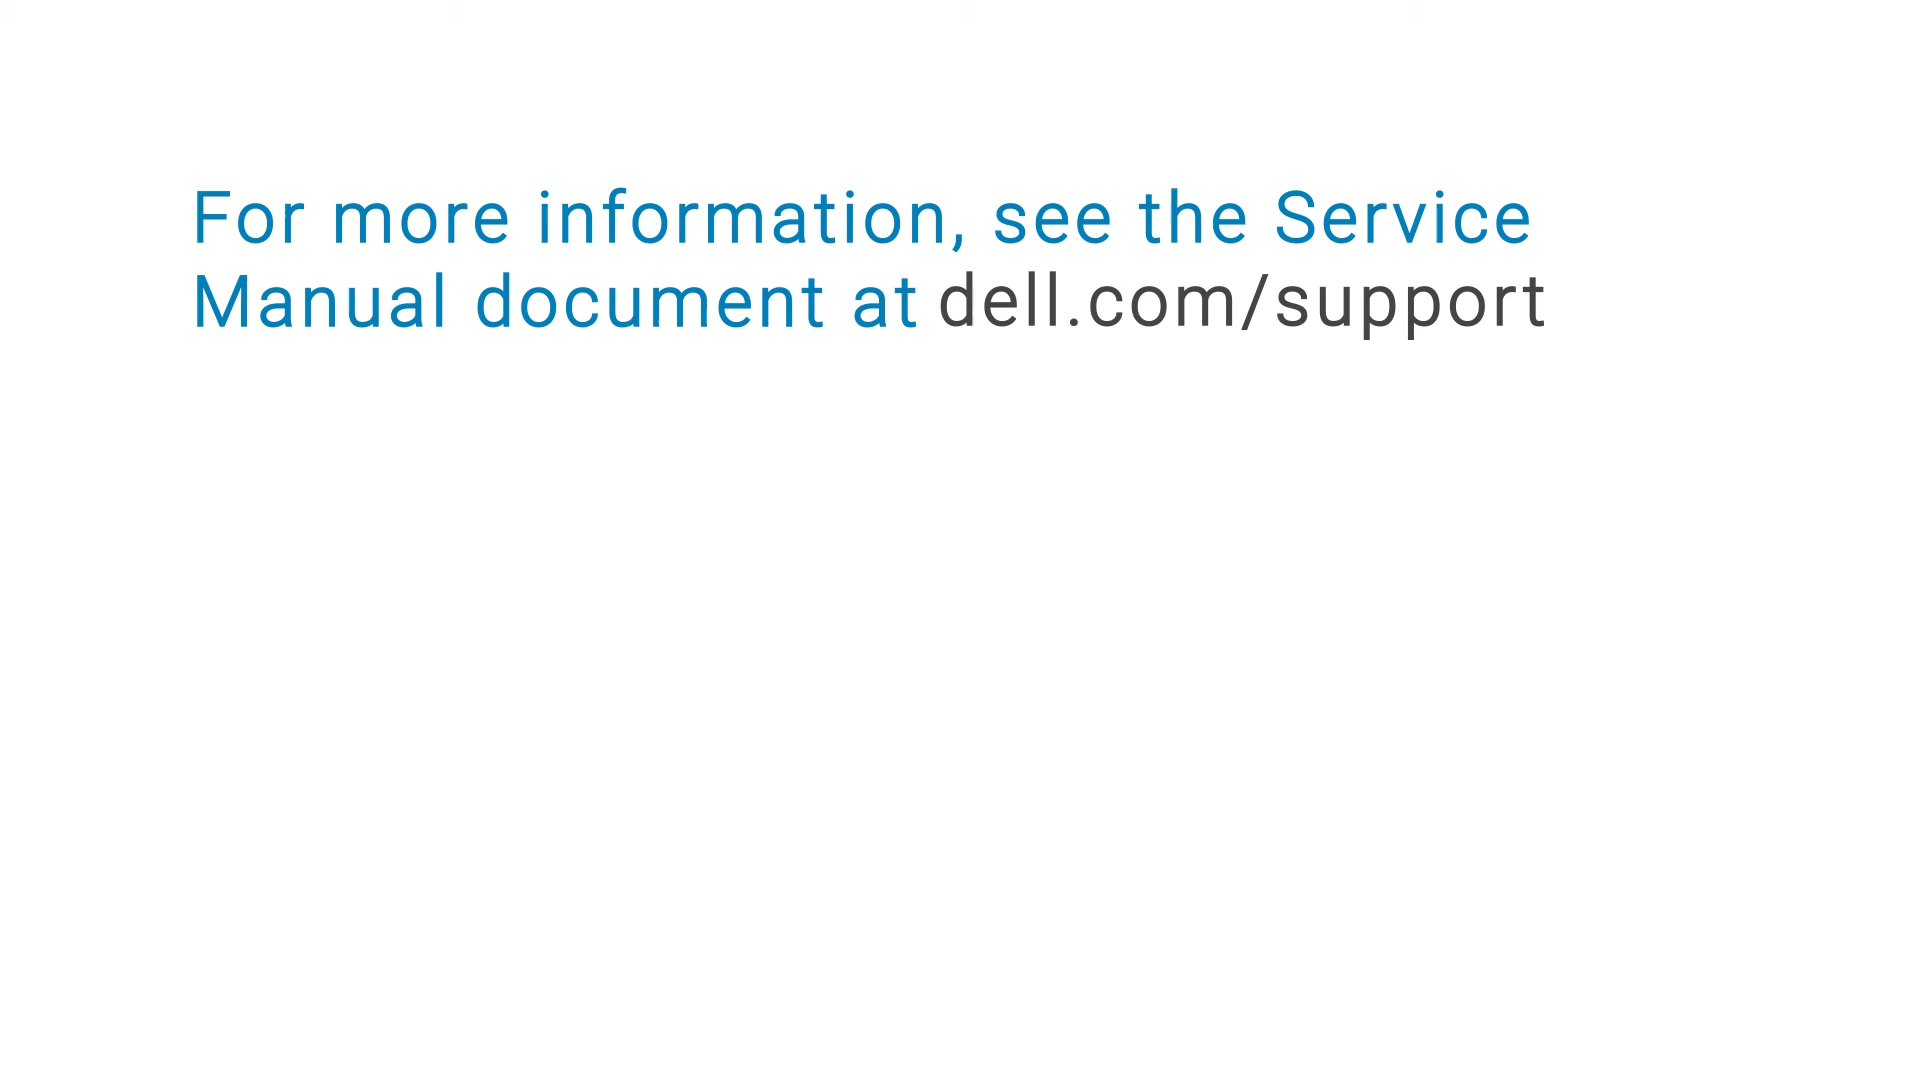 For more information, see the Service
Manual document at dell.com/support